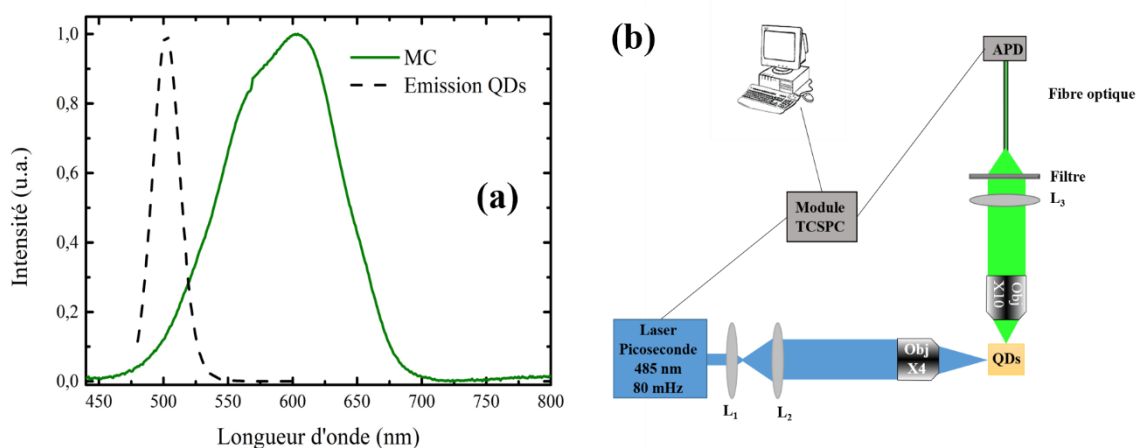 1,0
0,8
0,6
0,4
0,2
0,0
Intensité (u.a.)
MC
Emission QDs
(a)
450
500
550
600
650
700
750
800
Longueur d'onde (nm)
(b)
APD
Fibre optique
Filtre
L3
Module
TCSPC
Obj
X10
Laser
Picoseconde
485 nm
80 mHz
L1
L2
Obj
X4
QDs